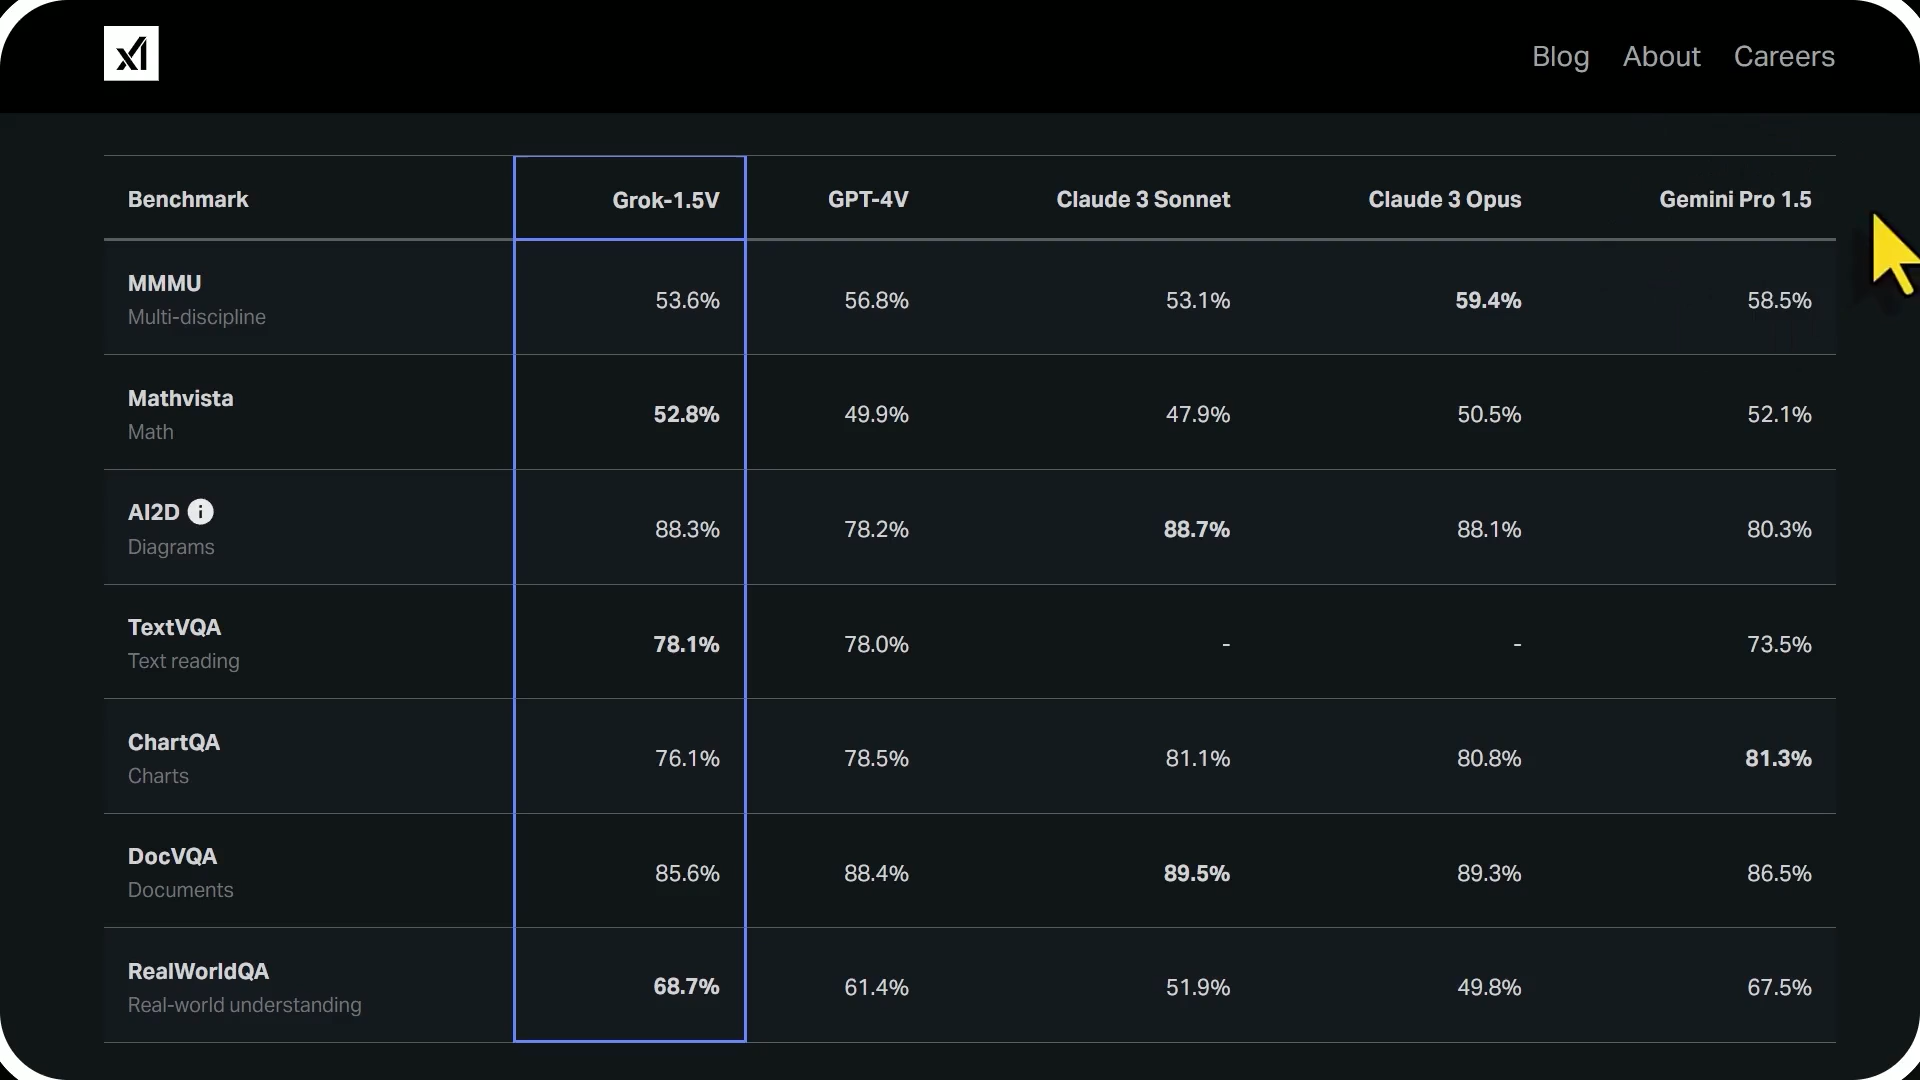 xI
Blog About Careers
Benchmark Grok-1.5V GPT-4V Claude 3 Sonnet Claude 3 Opus Gemini Pro 1.5
MMMU
Multi-discipline
53.6% 56.8% 53.1% 59.4% 58.5%
Mathvista
Math
52.8% 49.9% 47.9% 50.5% 52.1%
AI2D i
Diagrams
88.3% 78.2% 88.7% 88.1% 80.3%
TextVQA
Text reading
78.1% 78.0% - - 73.5%
ChartQA
Charts
76.1% 78.5% 81.1% 80.8% 81.3%
DocVQA
Documents
85.6% 88.4% 89.5% 89.3% 86.5%
RealWorldQA
Real-world understanding
68.7% 61.4% 51.9% 49.8% 67.5%